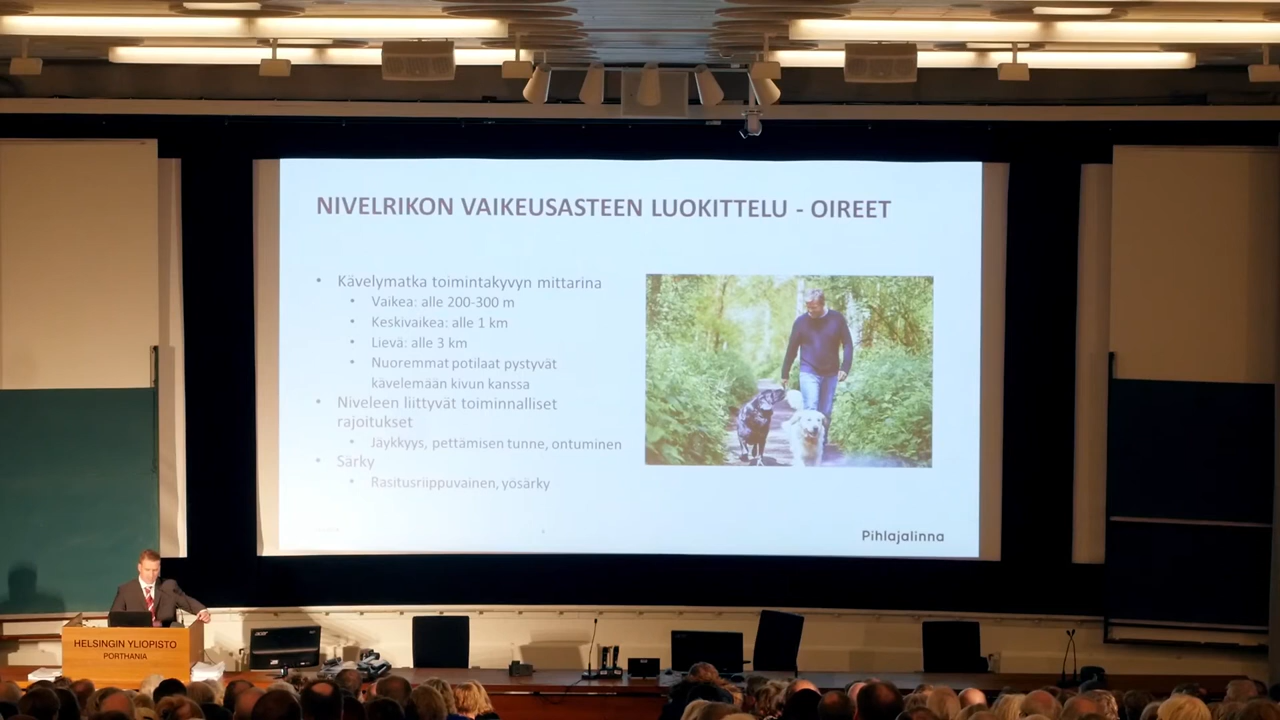 NIVELRIKON VAIKEUSASTEEN LUOKITTELU - OIREET
• Kävelymatka toimintakyvyn mittarina
• Vaikea: alle 200-300 m
• Keskivaikea: alle 1 km
• Lievä: alle 3 km
• Nuoremmat potilaat pystyvät
kävelemään kivun kanssa
• Niveleen liittyvät toiminnalliset
rajoitukset
• Jäykkyys, pettämisen tunne, ontuminen
• Särky
• Rasitusriippuvainen, yösärky
Pihlajalinna
HELSINGIN YLIOPISTO
PORTHANIA
acer